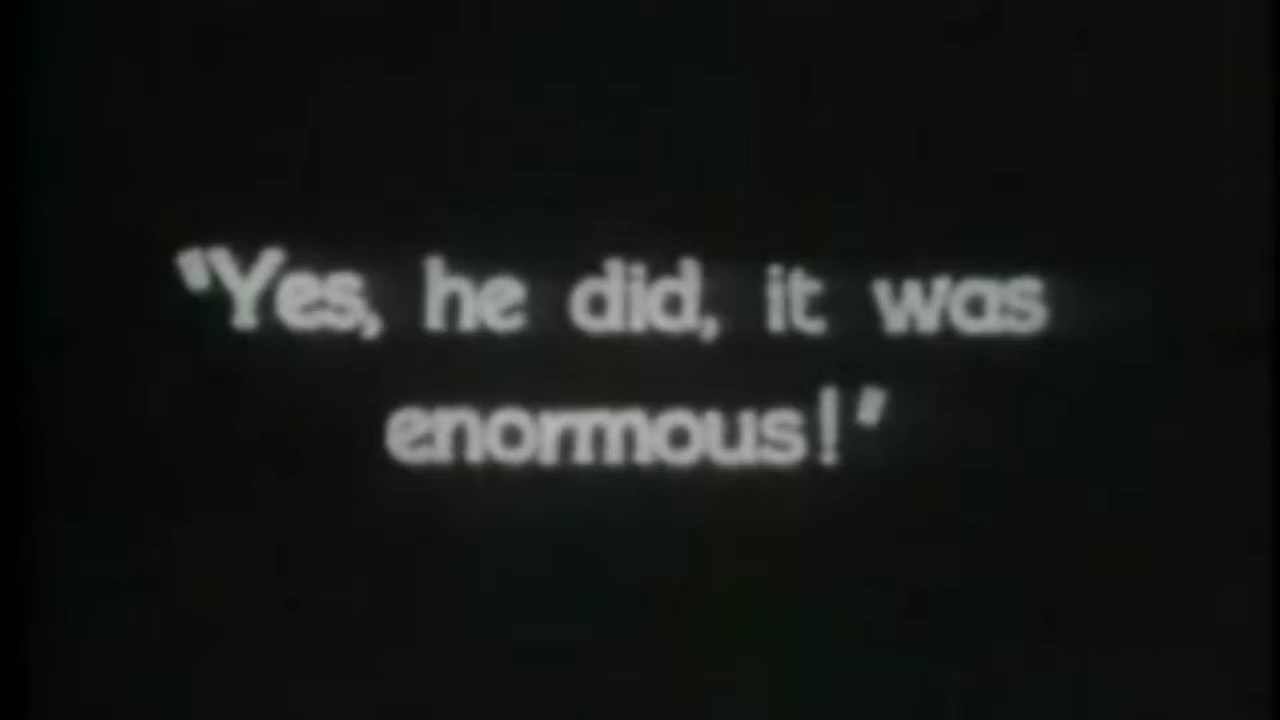 “Yes, he did, it was
enormous!”